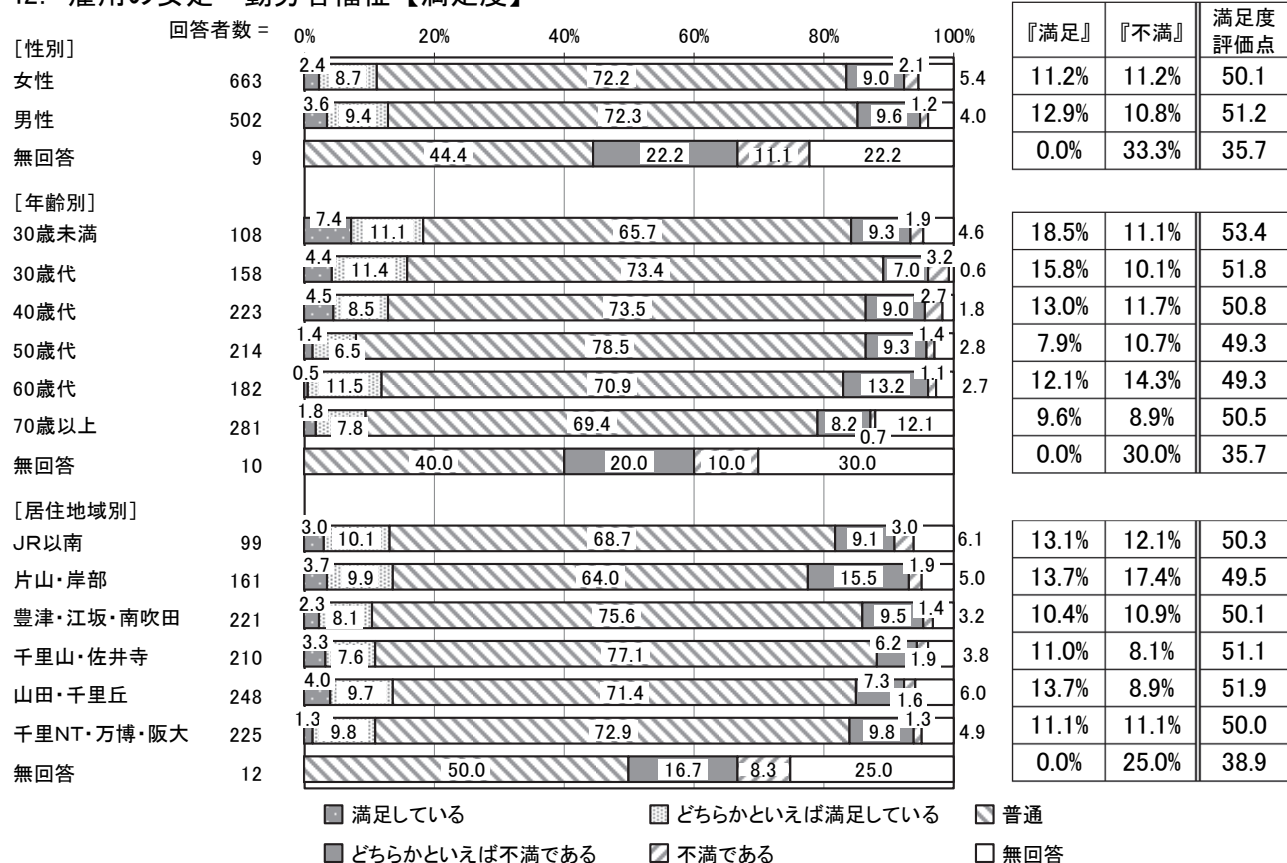 12. 雇用の安定・勤労者福祉【満足度】
回答者数 = 0% 20% 40% 60% 80% 100% 『満足』 『不満』 満足度評価点
[性別]
女性 663 2.4 8.7 72.2 9.0 2.1 5.4 11.2% 11.2% 50.1
男性 502 3.6 9.4 72.3 9.6 1.2 4.0 12.9% 10.8% 51.2
無回答 9 44.4 22.2 11.1 22.2 0.0% 33.3% 35.7
[年齢別]
30歳未満 108 7.4 11.1 65.7 9.3 1.9 4.6 18.5% 11.1% 53.4
30歳代 158 4.4 11.4 73.4 7.0 3.2 0.6 15.8% 10.1% 51.8
40歳代 223 4.5 8.5 73.5 9.0 2.7 1.8 13.0% 11.7% 50.8
50歳代 214 1.4 6.5 78.5 9.3 1.4 2.8 7.9% 10.7% 49.3
60歳代 182 0.5 11.5 70.9 13.2 1.1 2.7 12.1% 14.3% 49.3
70歳以上 281 1.8 7.8 69.4 8.2 0.7 12.1 9.6% 8.9% 50.5
無回答 10 40.0 20.0 10.0 30.0 0.0% 30.0% 35.7
[居住地域別]
JR以南 99 3.0 10.1 68.7 9.1 3.0 6.1 13.1% 12.1% 50.3
片山・岸部 161 3.7 9.9 64.0 15.5 1.9 5.0 13.7% 17.4% 49.5
豊津・江坂・南吹田 221 2.3 8.1 75.6 9.5 1.4 3.2 10.4% 10.9% 50.1
千里山・佐井寺 210 3.3 7.6 77.1 6.2 1.9 3.8 11.0% 8.1% 51.1
山田・千里丘 248 4.0 9.7 71.4 7.3 1.6 6.0 13.7% 8.9% 51.9
千里NT・万博・阪大 225 1.3 9.8 72.9 9.8 1.3 4.9 11.1% 11.1% 50.0
無回答 12 50.0 16.7 8.3 25.0 0.0% 25.0% 38.9
満足している どちらかといえば満足している 普通
どちらかといえば不満である 不満である 無回答